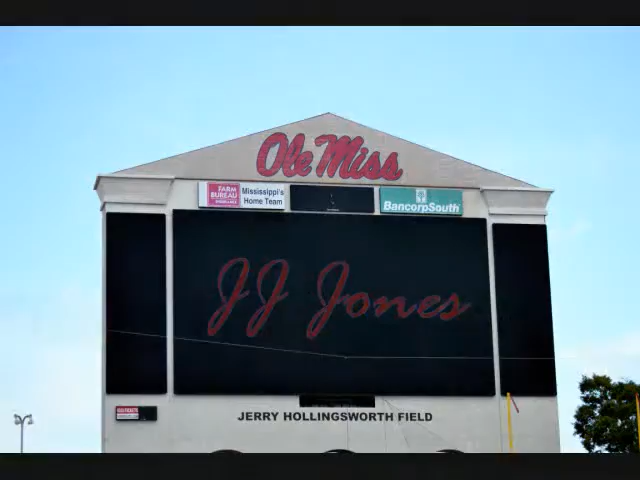 Ole Miss
FARM
BUREAU
Mississippi's
Home Team
BancorpSouth
JJ Jones
JERRY HOLLINGSWORTH FIELD